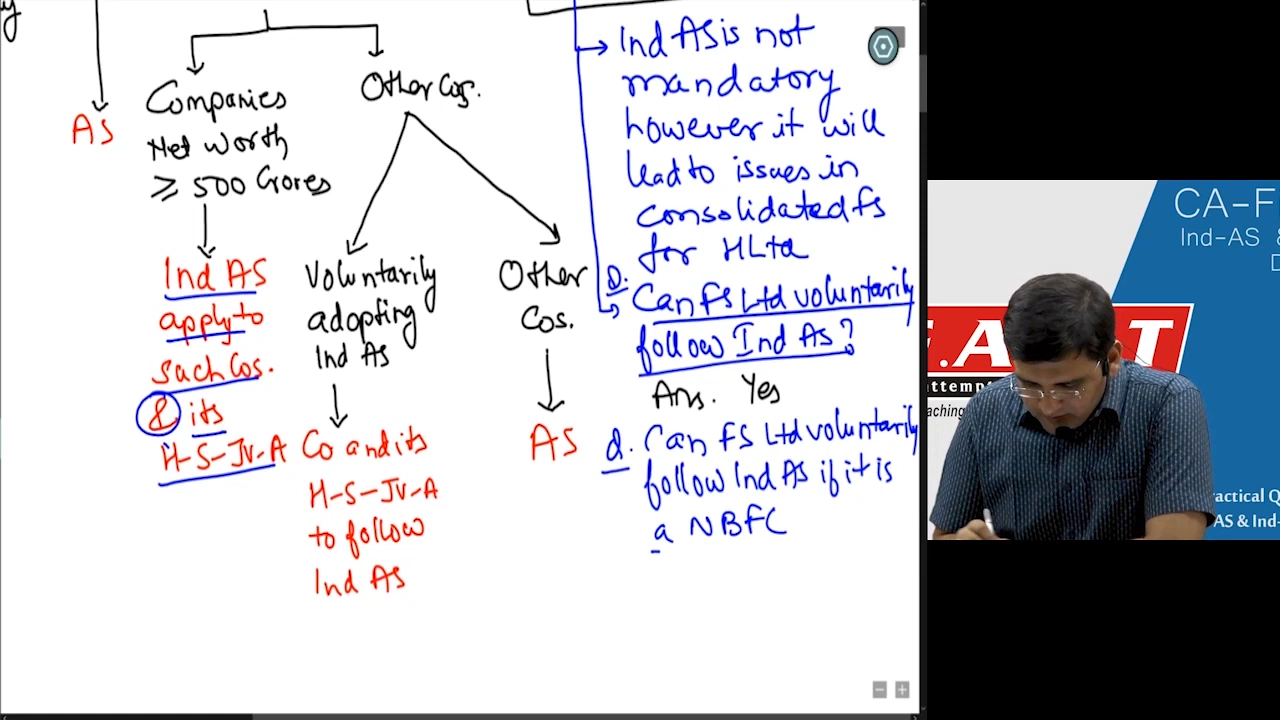 AS
Companies
Net worth
≥ 500 Crores
Ind AS
apply to
such Cos.
& its
H-S-JV-A
Other Cos.
Voluntarily
adopting
Ind AS
Co and its
H-S-JV-A
to follow
Ind AS
Other
Cos.
AS
Ind AS is not
mandatory
however it will
lead to issues in
consolidated fs
for H Ltd
Q. Can FS Ltd voluntarily
follow Ind AS?
Ans. Yes
Q. Can FS Ltd voluntarily
follow Ind AS if it is
a NBFC
CA-F
Ind-AS &
D
.A T
attempt
aching
ractical Q
AS & Ind-